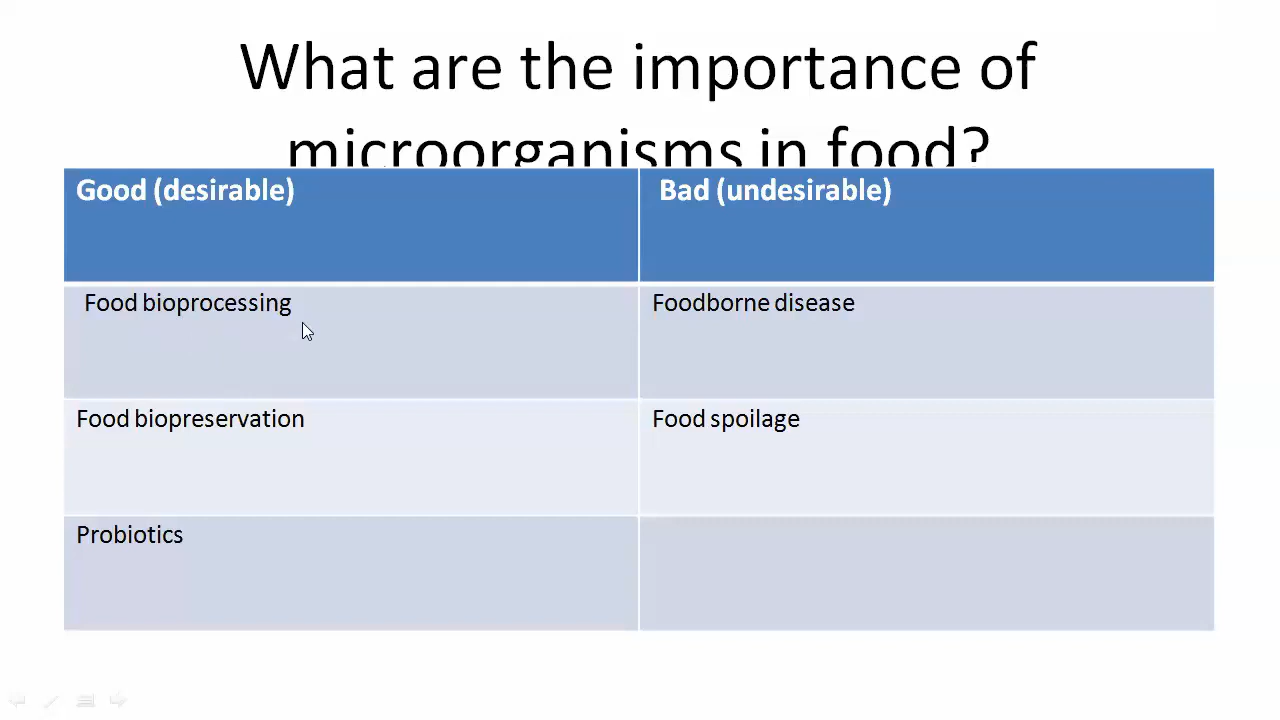 What are the importance of
microorganisms in food?
Good (desirable)
Bad (undesirable)
Food bioprocessing
Foodborne disease
Food biopreservation
Food spoilage
Probiotics